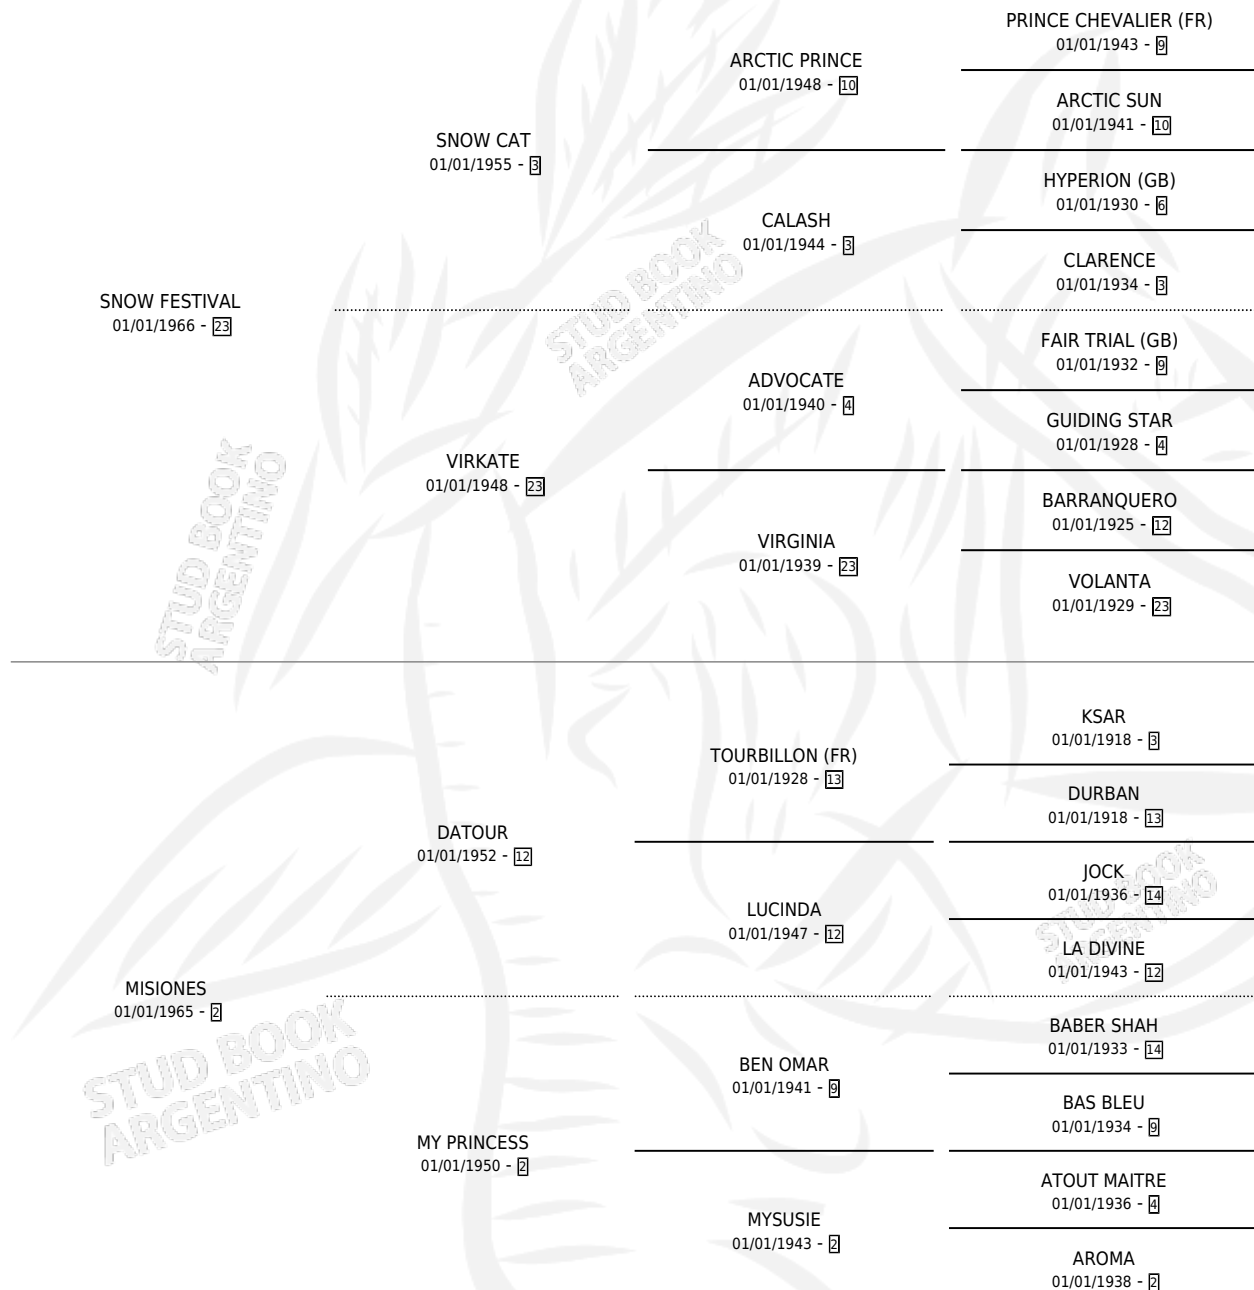 PRINCE CHEVALIER (FR)
01/01/1943 - 9
ARCTIC PRINCE
01/01/1948 - 10
ARCTIC SUN
01/01/1941 - 10
SNOW CAT
01/01/1955 - 3
HYPERION (GB)
01/01/1930 - 6
CALASH
01/01/1944 - 3
CLARENCE
01/01/1934 - 3
SNOW FESTIVAL
01/01/1966 - 23
FAIR TRIAL (GB)
01/01/1932 - 9
ADVOCATE
01/01/1940 - 4
GUIDING STAR
01/01/1928 - 4
VIRKATE
01/01/1948 - 23
BARRANQUERO
01/01/1925 - 12
VIRGINIA
01/01/1939 - 23
VOLANTA
01/01/1929 - 23
KSAR
01/01/1918 - 3
TOURBILLON (FR)
01/01/1928 - 13
DURBAN
01/01/1918 - 13
DATOUR
01/01/1952 - 12
JOCK
01/01/1936 - 14
LUCINDA
01/01/1947 - 12
LA DIVINE
01/01/1943 - 12
MISIONES
01/01/1965 - 2
BABER SHAH
01/01/1933 - 14
BEN OMAR
01/01/1941 - 9
BAS BLEU
01/01/1934 - 9
MY PRINCESS
01/01/1950 - 2
ATOUT MAITRE
01/01/1936 - 4
MYSUSIE
01/01/1943 - 2
AROMA
01/01/1938 - 2
STUD BOOK
ARGENTINO
STUD BOOK
ARGENTINO
STUD BOOK
ARGENTINO
STUD BOOK
ARGENTINO